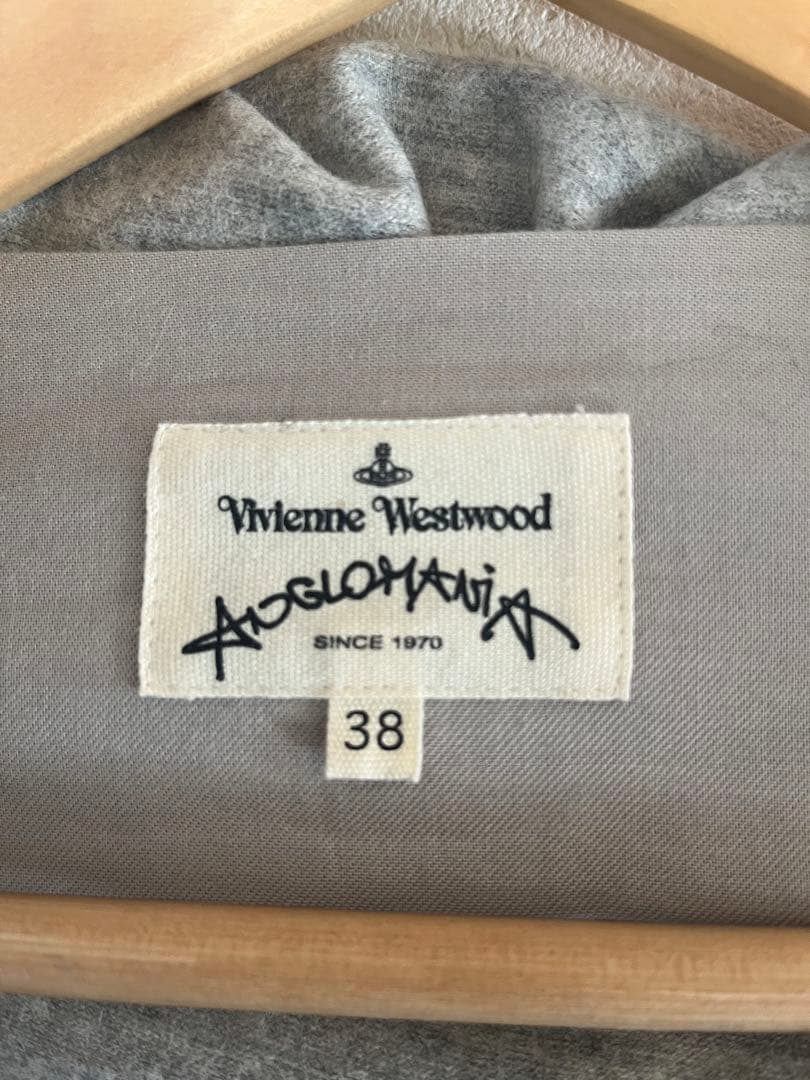 Vivienne Westwood
ANGLOMANiA
SINCE 1970
38